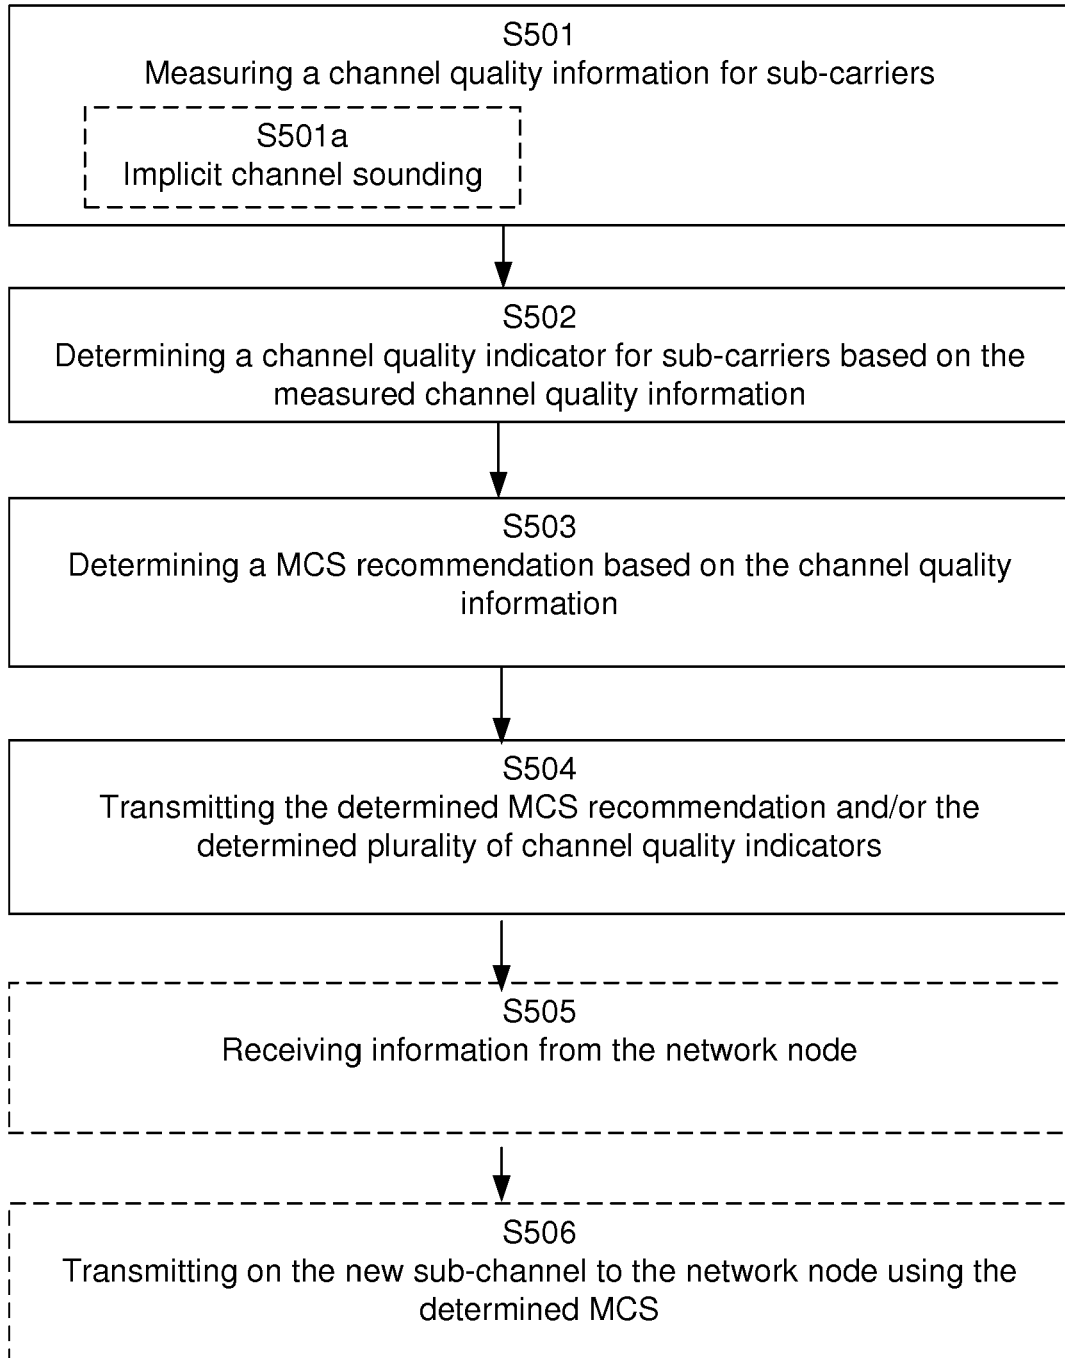 S501
Measuring a channel quality information for sub-carriers
S501a
Implicit channel sounding
S502
Determining a channel quality indicator for sub-carriers based on the
measured channel quality information
S503
Determining a MCS recommendation based on the channel quality
information
S504
Transmitting the determined MCS recommendation and/or the
determined plurality of channel quality indicators
S505
Receiving information from the network node
S506
Transmitting on the new sub-channel to the network node using the
determined MCS